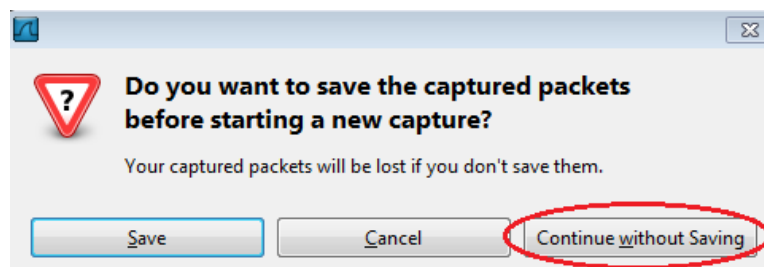 ?
Do you want to save the captured packets
before starting a new capture?
Your captured packets will be lost if you don't save them.
Save
Cancel
Continue without Saving